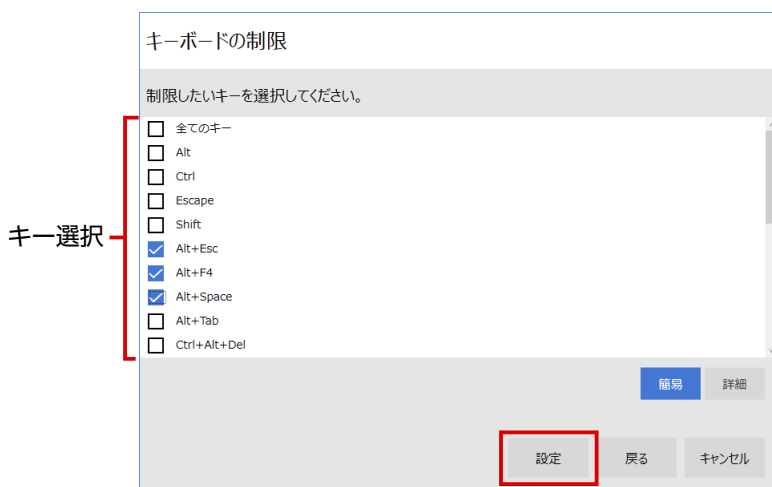 キーボードの制限
制限したいキーを選択してください。
全てのキー
Alt
Ctrl
Escape
Shift
キー選択
Alt+Esc
Alt+F4
Alt+Space
Alt+Tab
Ctrl+Alt+Del
簡易 詳細
設定 戻る キャンセル